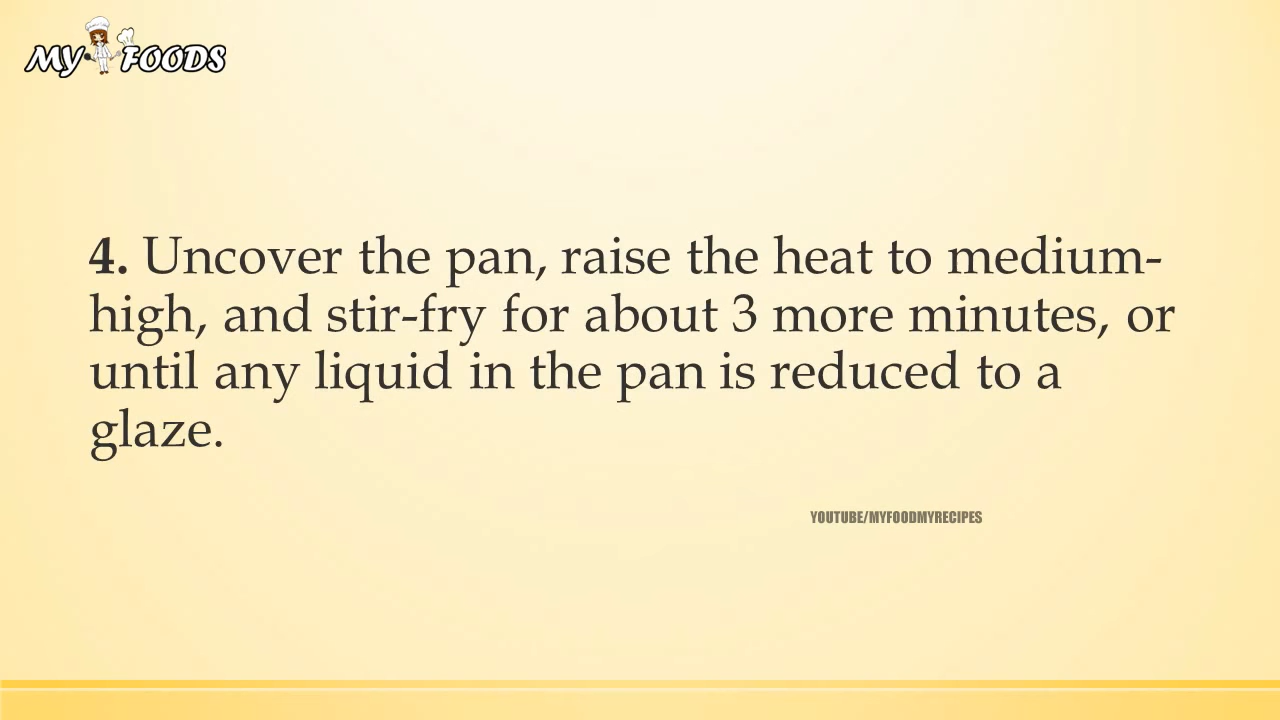 MY FOODS
4. Uncover the pan, raise the heat to medium-
high, and stir-fry for about 3 more minutes, or
until any liquid in the pan is reduced to a
glaze.
YOUTUBE/MYFOODMYRECIPES